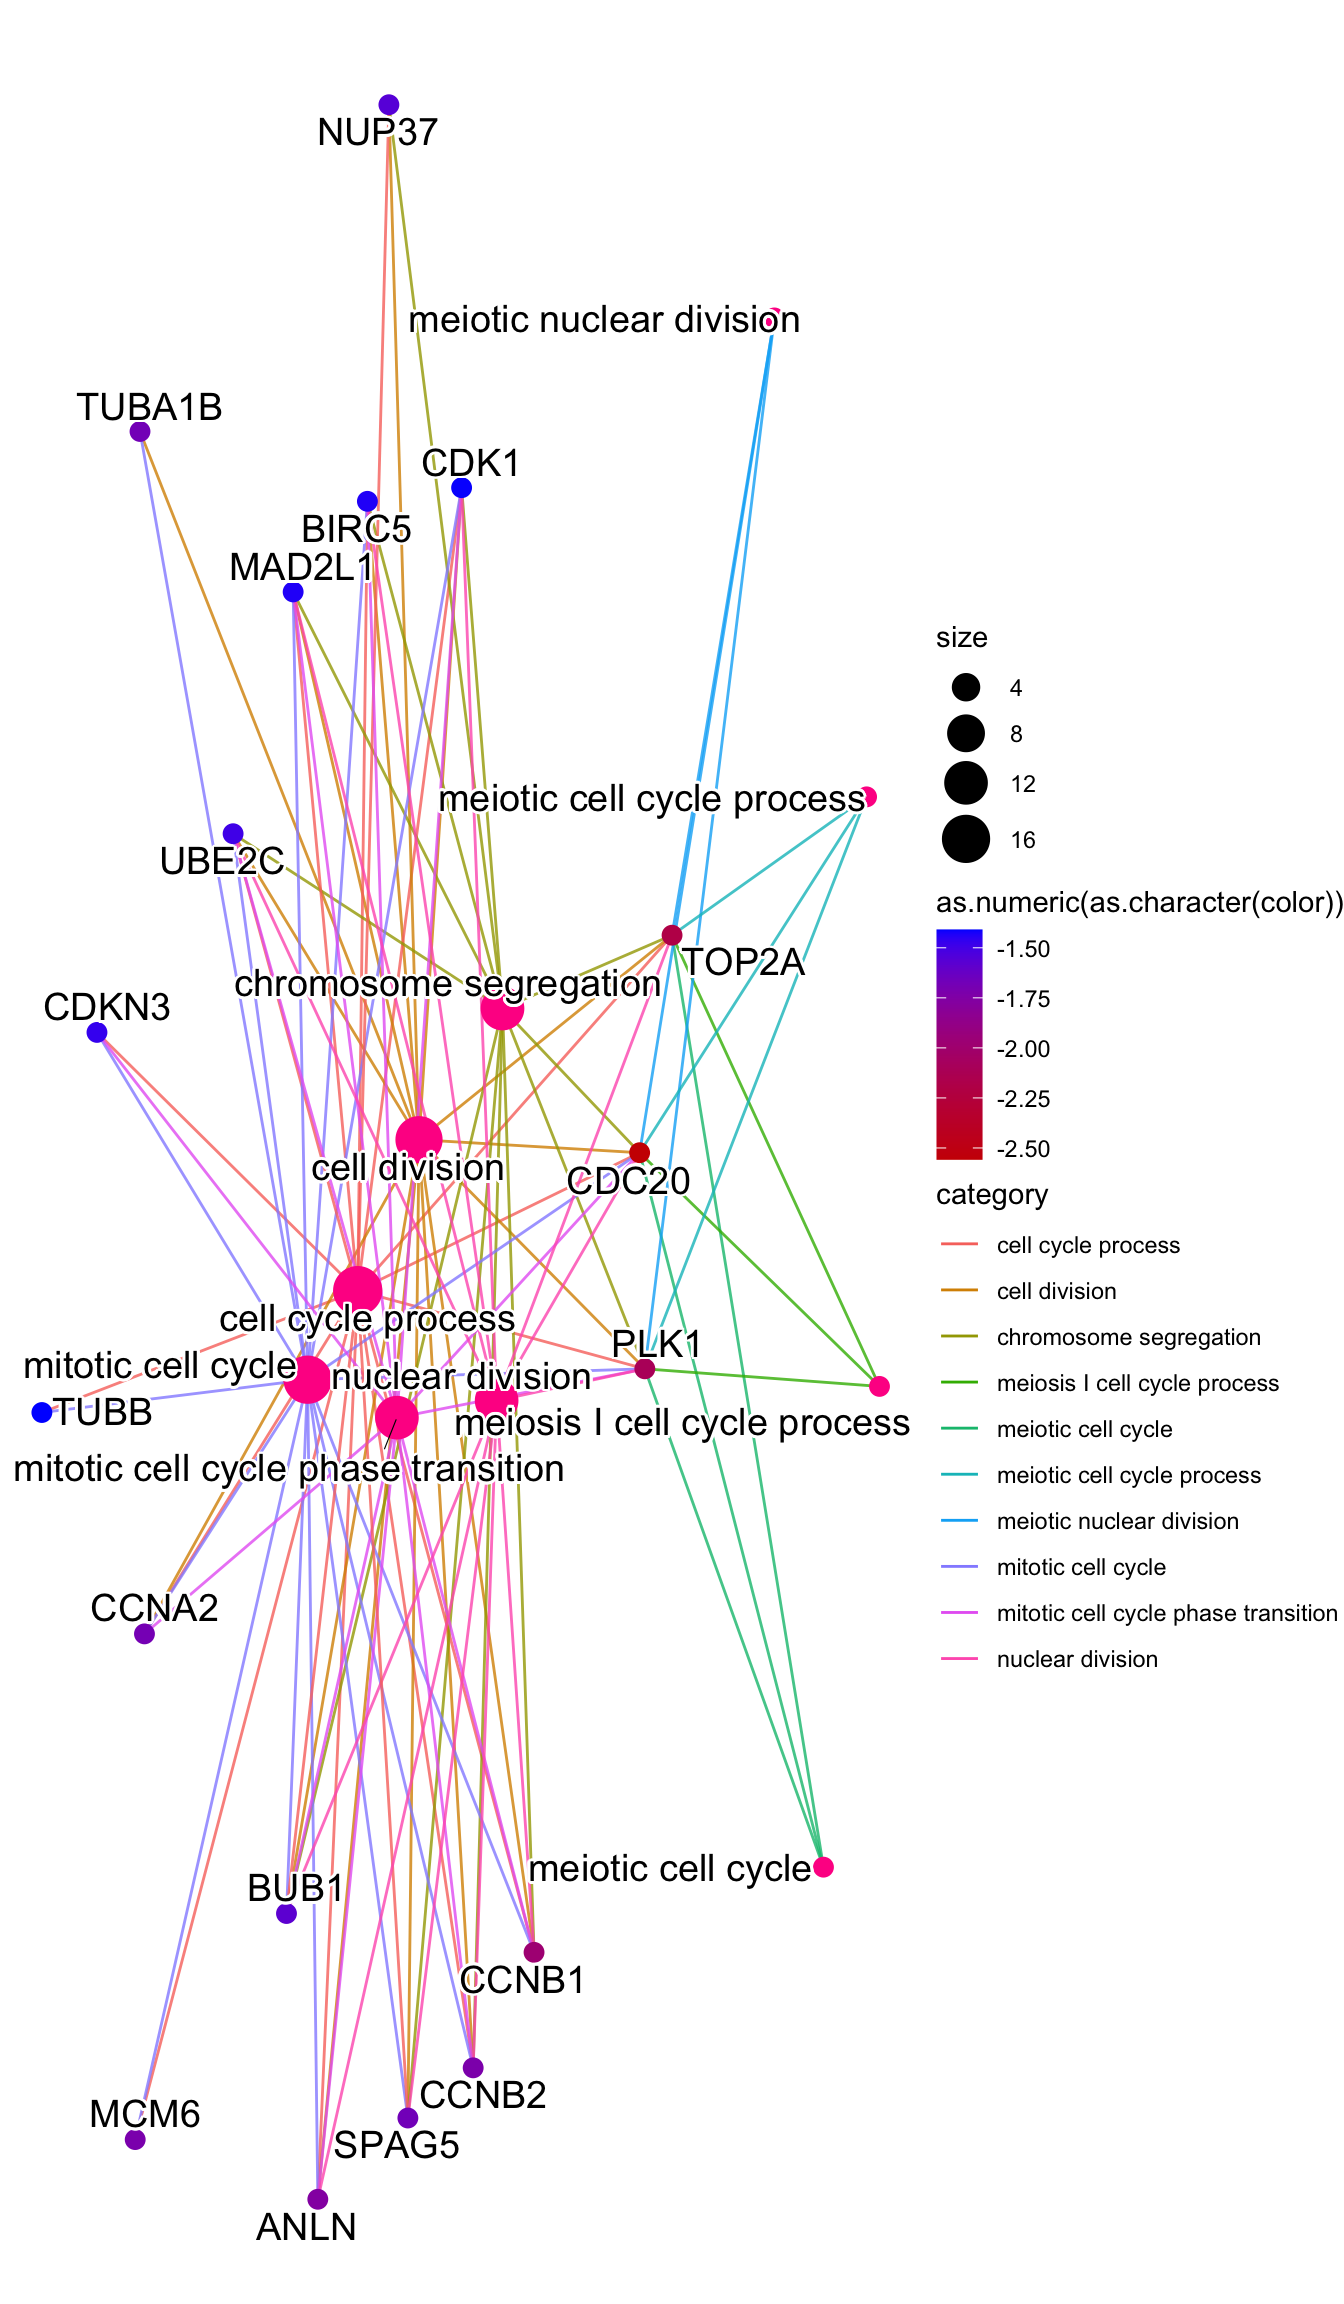 NUP37
meiotic nuclear division
TUBA1B
CDK1
BIRC5
MAD2L1
size
4
8
12
16
meiotic cell cycle process
UBE2C
as.numeric(as.character(color))
-1.50
-1.75
-2.00
-2.25
-2.50
TOP2A
chromosome segregation
CDKN3
cell division
CDC20
category
cell cycle process
cell division
chromosome segregation
meiosis I cell cycle process
meiotic cell cycle
meiotic cell cycle process
meiotic nuclear division
mitotic cell cycle
mitotic cell cycle phase transition
nuclear division
cell cycle process
PLK1
mitotic cell cycle
nuclear division
TUBB
meiosis I cell cycle process
mitotic cell cycle phase transition
CCNA2
meiotic cell cycle
BUB1
CCNB1
CCNB2
MCM6
SPAG5
ANLN